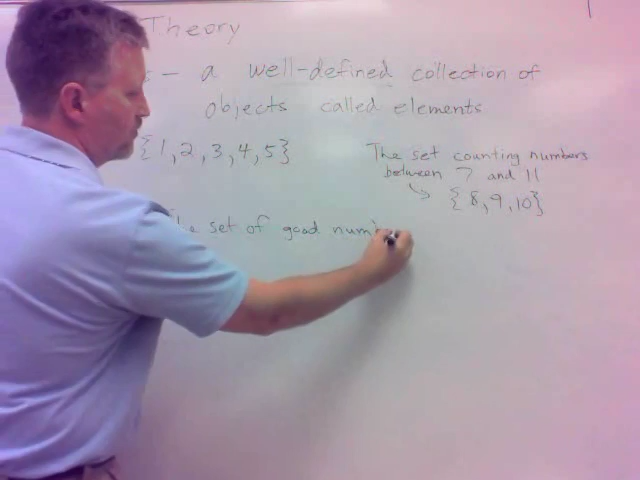 Theory
— a well-defined collection of
objects called elements
{1, 2, 3, 4, 5}
The set counting numbers
between 7 and 11
{8, 9, 10}
set of good